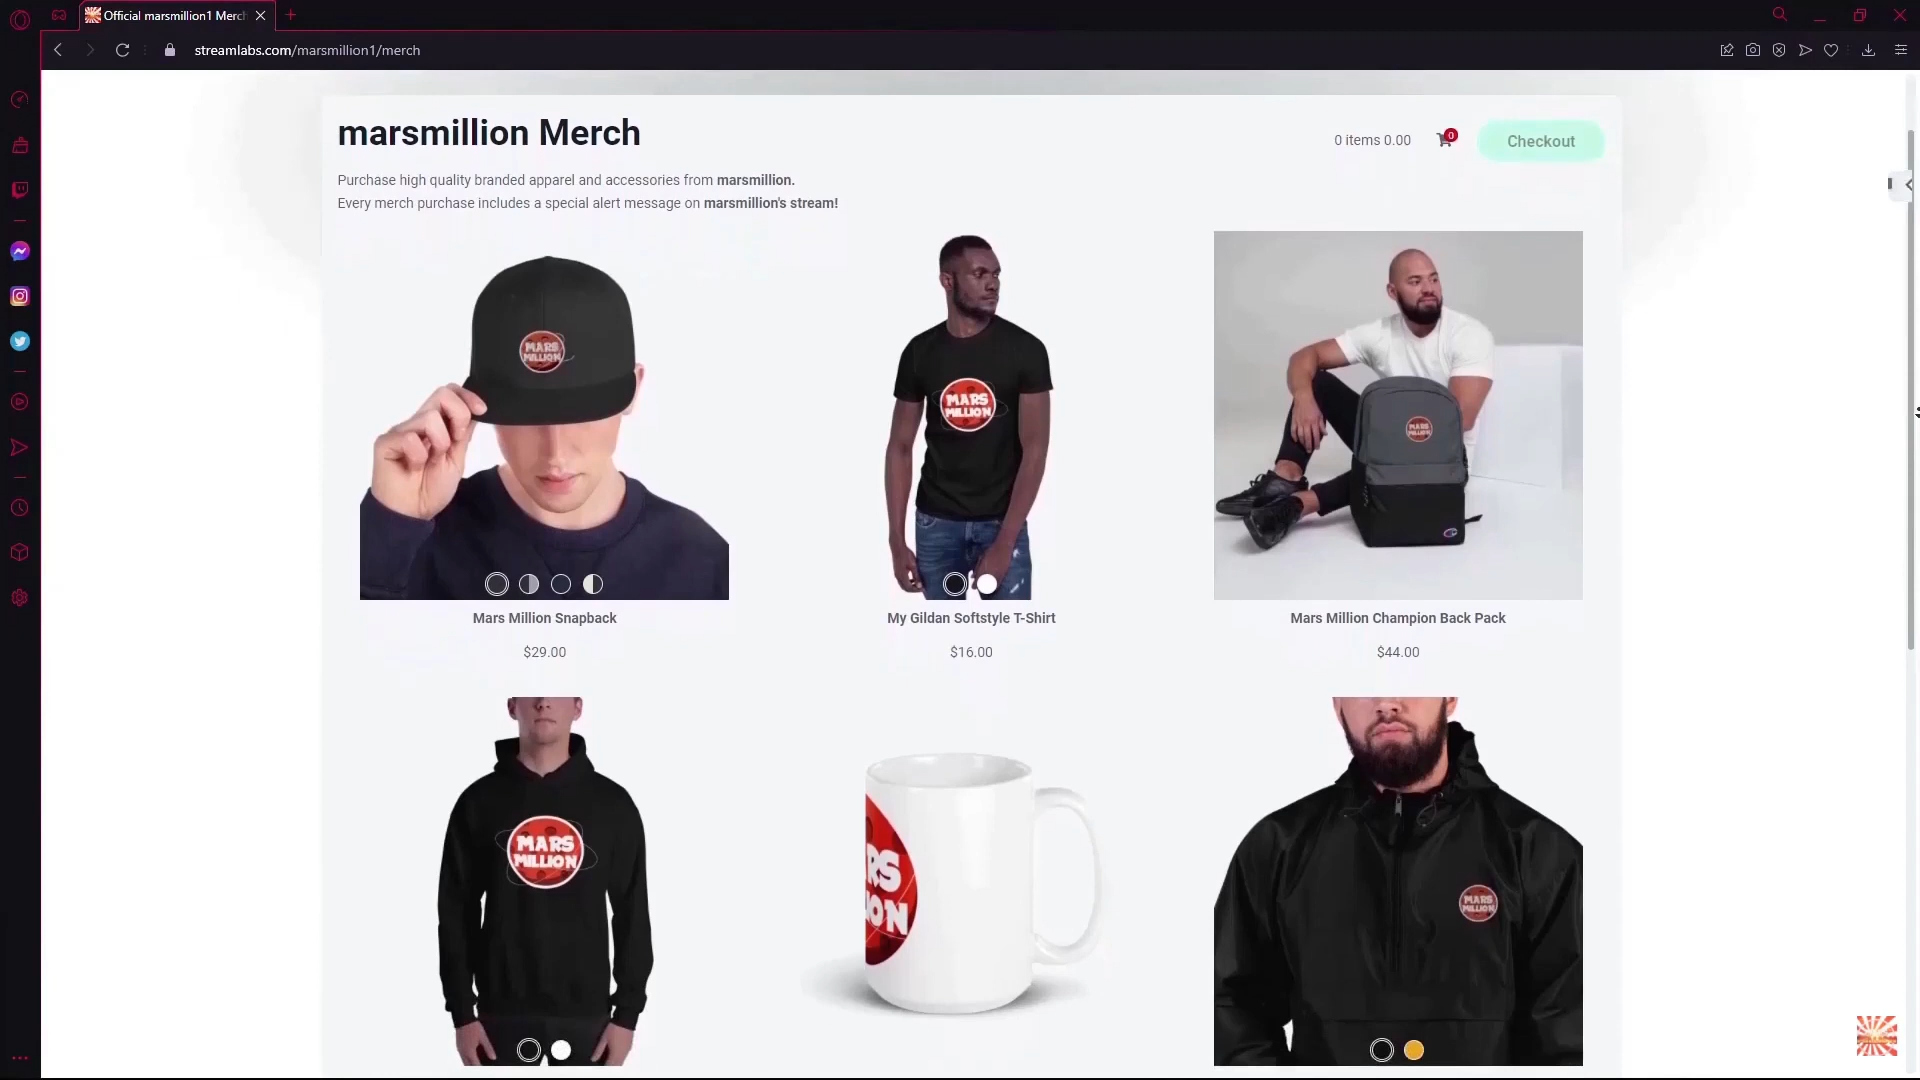 Official marsmillion1 Merch
streamlabs.com/marsmillion1/merch
marsmillion Merch
0 items 0.00
0
Checkout
Purchase high quality branded apparel and accessories from marsmillion.
Every merch purchase includes a special alert message on marsmillion's stream!
MARS
MILLION
MARS
MILLION
MARS
MILLION
Mars Million Snapback
My Gildan Softstyle T-Shirt
Mars Million Champion Back Pack
$29.00
$16.00
$44.00
MARS
MILLION
RS
ION
MARS
MILLION